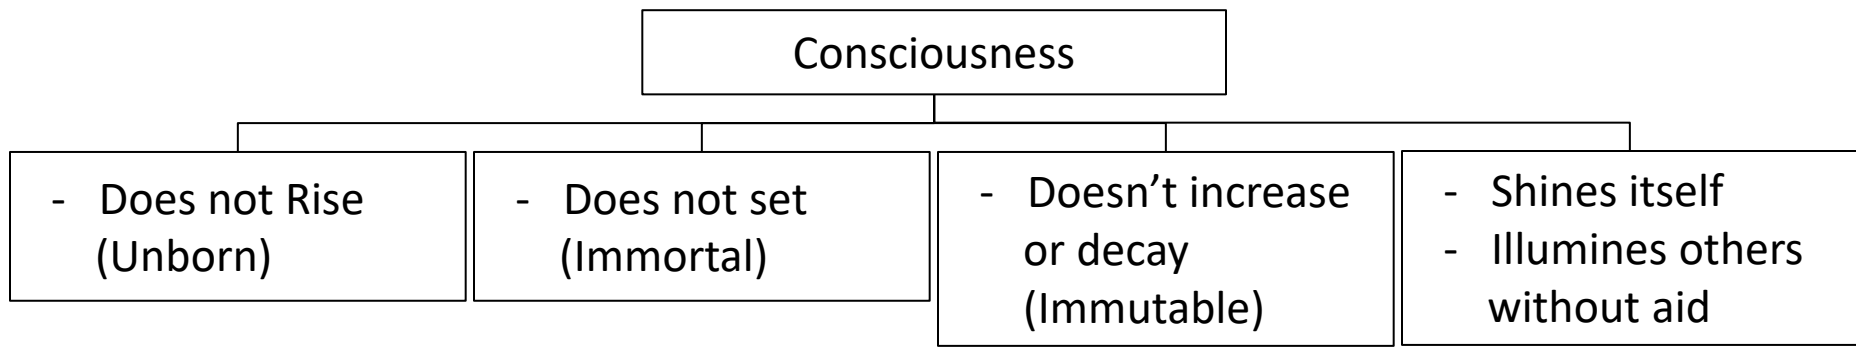 Consciousness
- Does not Rise
(Unborn)
- Does not set
(Immortal)
- Doesn’t increase
or decay
(Immutable)
- Shines itself
- Illumines others
without aid